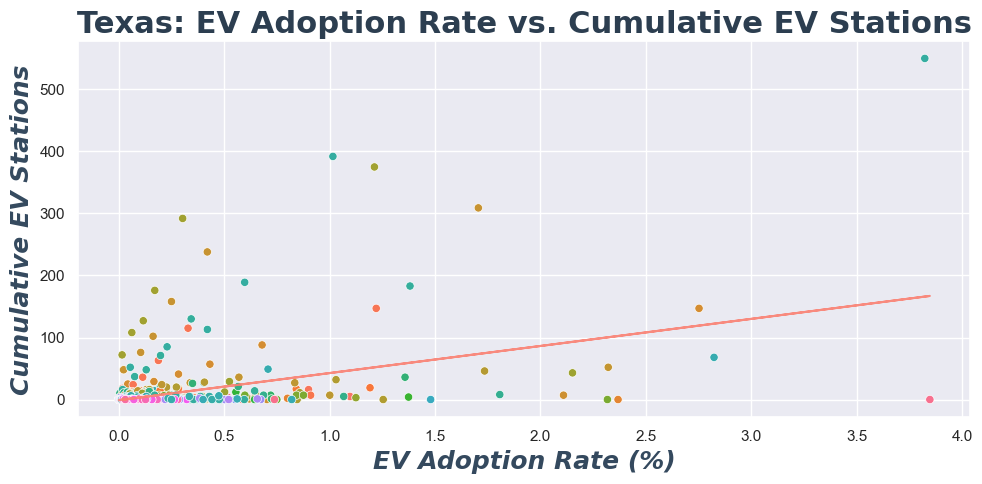 Texas: EV Adoption Rate vs. Cumulative EV Stations
Cumulative EV Stations
500
400
300
200
100
0
0.0 0.5 1.0 1.5 2.0 2.5 3.0 3.5 4.0
EV Adoption Rate (%)